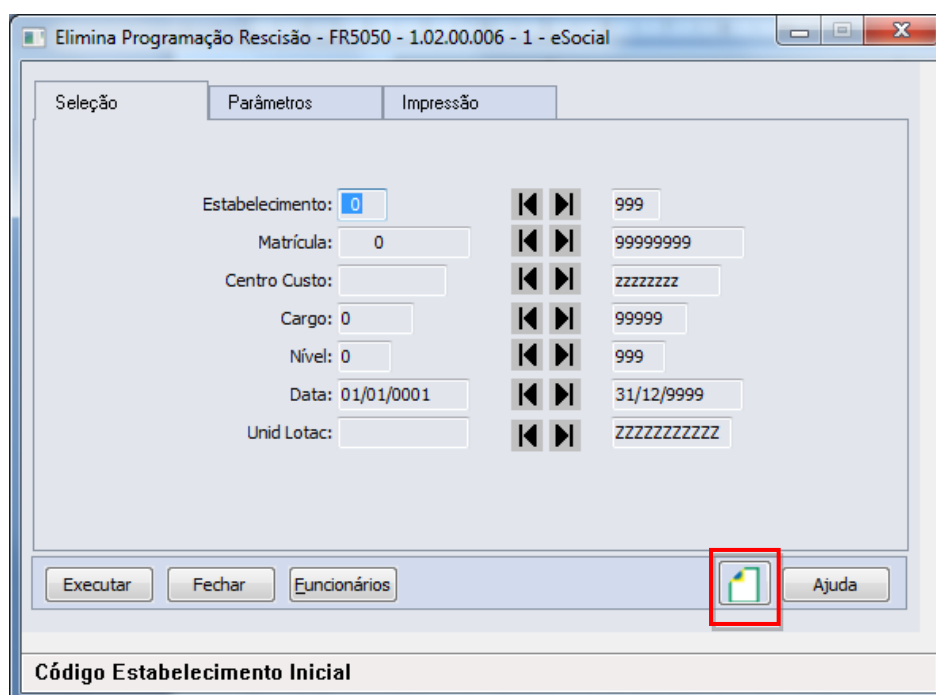 Elimina Programação Rescisão - FR5050 - 1.02.00.006 - 1 - eSocial
Seleção Parâmetros Impressão
Estabelecimento: 0 999
Matrícula: 0 99999999
Centro Custo: zzzzzzzz
Cargo: 0 99999
Nível: 0 999
Data: 01/01/0001 31/12/9999
Unid Lotac: ZZZZZZZZZZZ
Executar Fechar Funcionários Ajuda
Código Estabelecimento Inicial